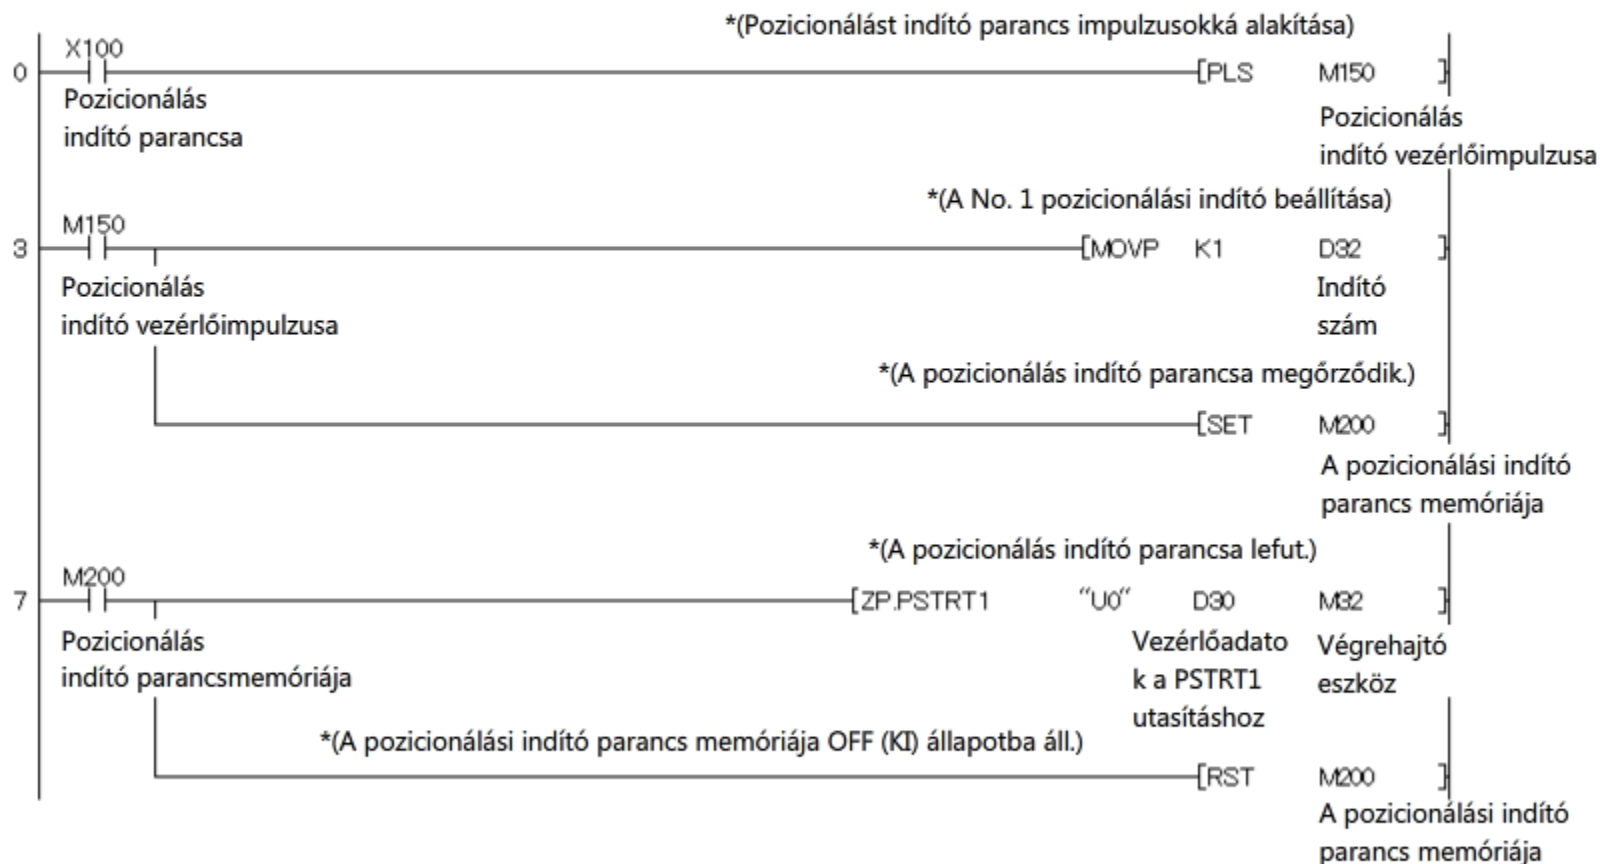 *(Pozicionálást indító parancs impulzusokká alakítása)
X100
0 [PLS M150 ]
Pozicionálás
indító parancsa
Pozicionálás
indító vezérlőimpulzusa
*(A No. 1 pozicionálási indító beállítása)
M150
3 [MOVP K1 D32 ]
Pozicionálás
indító vezérlőimpulzusa
Indító
szám
*(A pozicionálás indító parancsa megőrződik.)
[SET M200 ]
A pozicionálási indító
parancs memóriája
*(A pozicionálás indító parancsa lefut.)
M200
7 [ZP.PSTRT1 “U0” D30 M32 ]
Pozicionálás
indító parancsmemóriája
Vezérlőadato
k a PSTRT1
utasításhoz
Végrehajtó
eszköz
*(A pozicionálási indító parancs memóriája OFF (KI) állapotba áll.)
[RST M200 ]
A pozicionálási indító
parancs memóriája